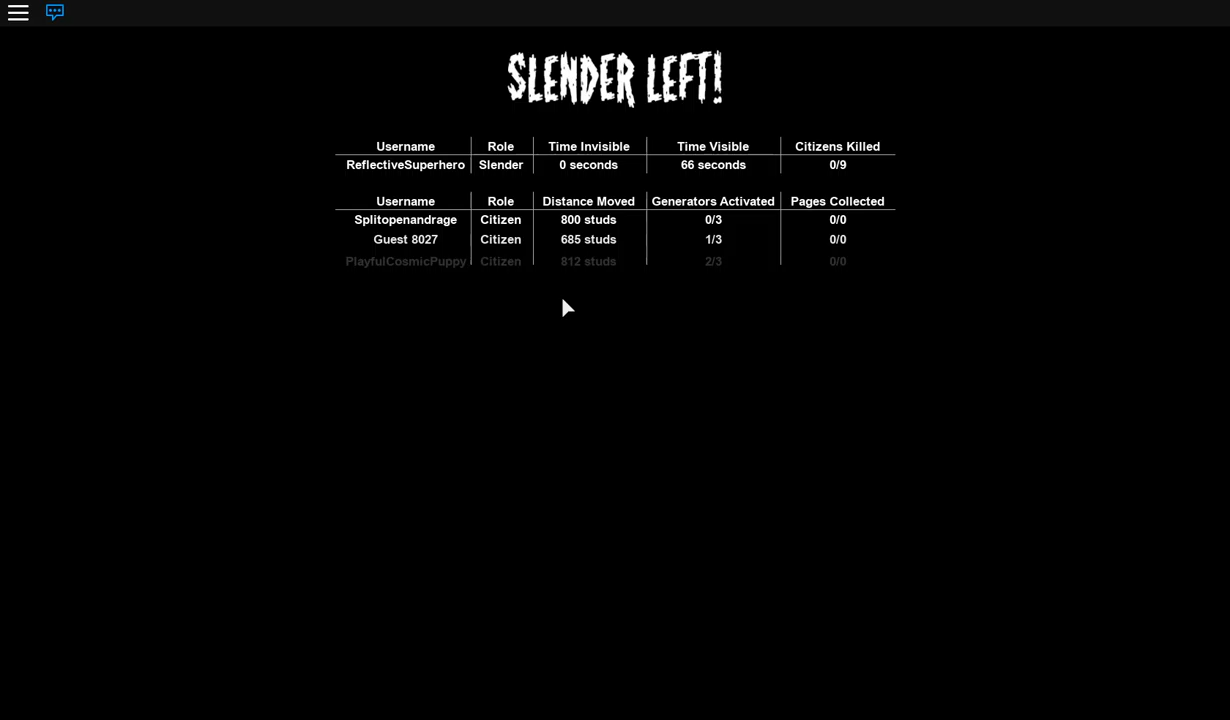 SLENDER LEFT!
Username Role Time Invisible Time Visible Citizens Killed
ReflectiveSuperhero Slender 0 seconds 66 seconds 0/9
Username Role Distance Moved Generators Activated Pages Collected
Splitopenandrage Citizen 800 studs 0/3 0/0
Guest 8027 Citizen 685 studs 1/3 0/0
PlayfulCosmicPuppy Citizen 812 studs 2/3 0/0